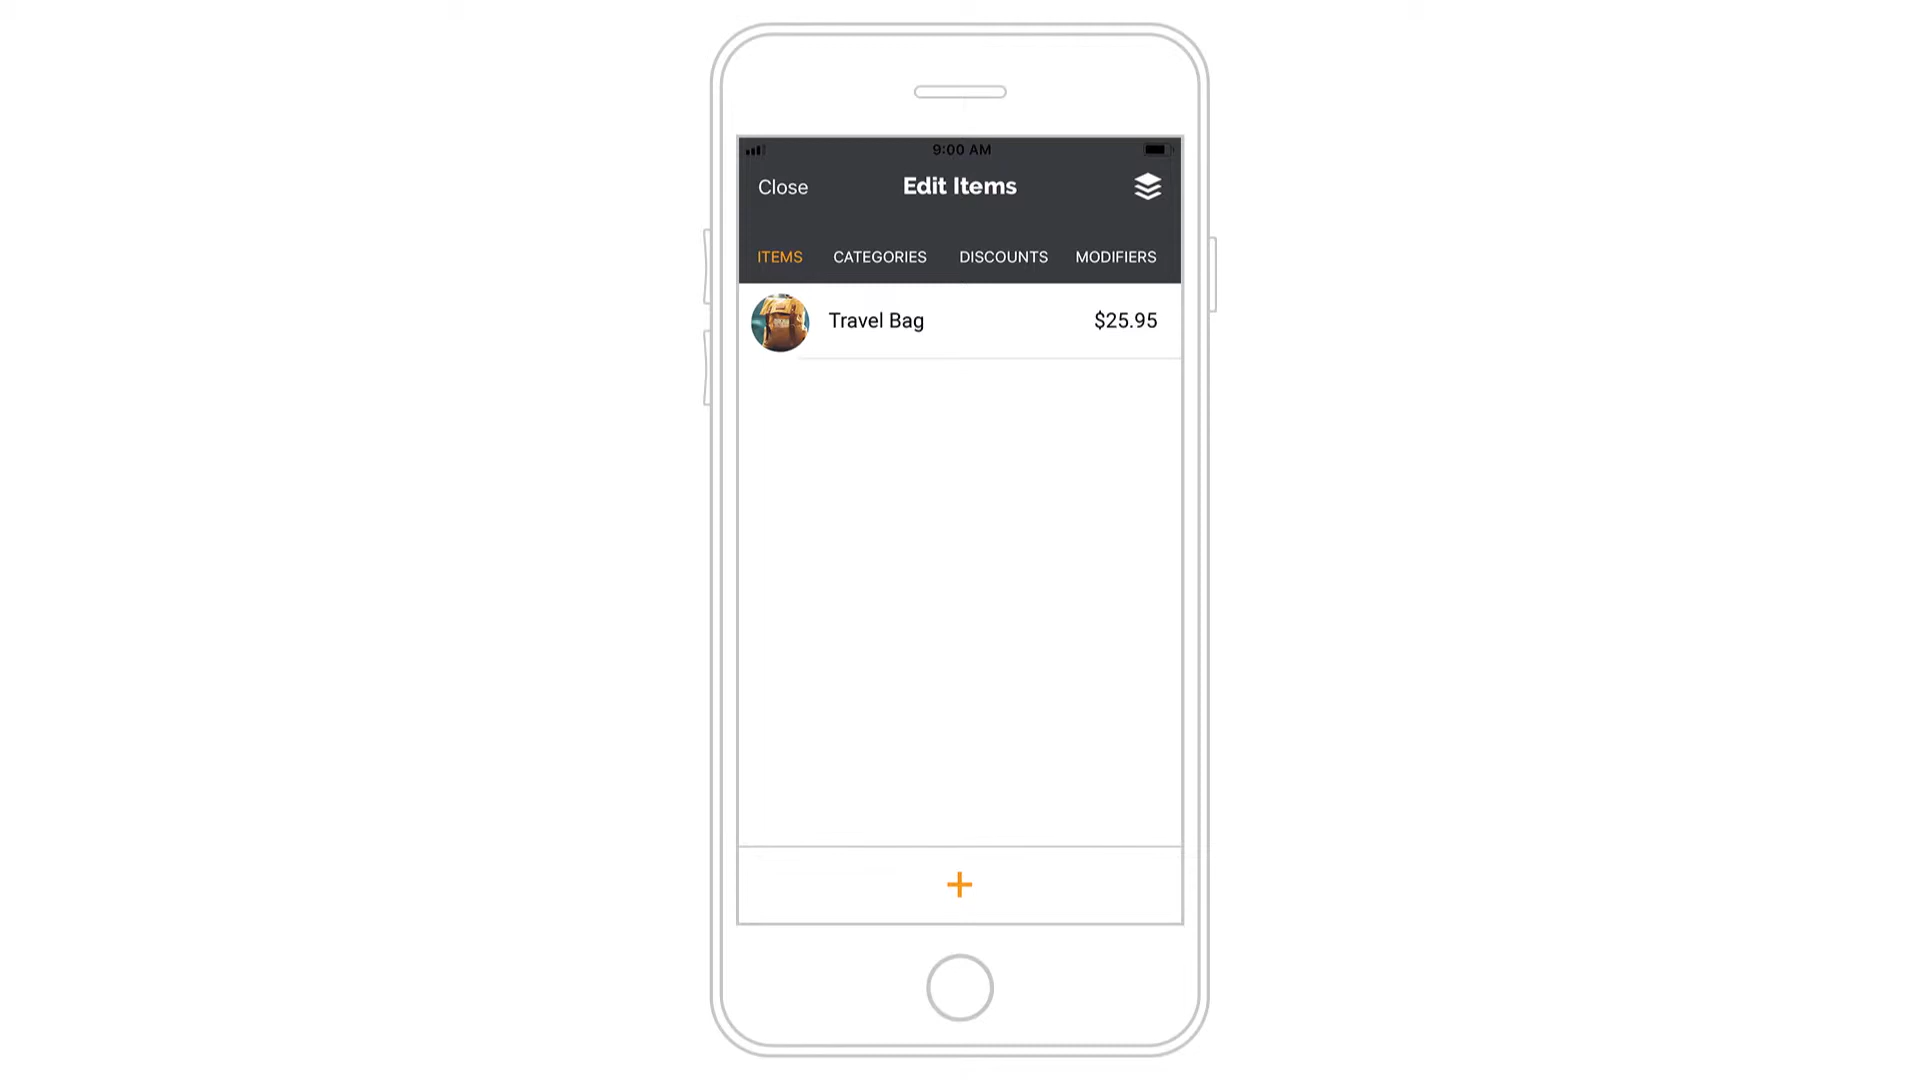 9:00 AM
Close Edit Items
ITEMS CATEGORIES DISCOUNTS MODIFIERS
Travel Bag $25.95